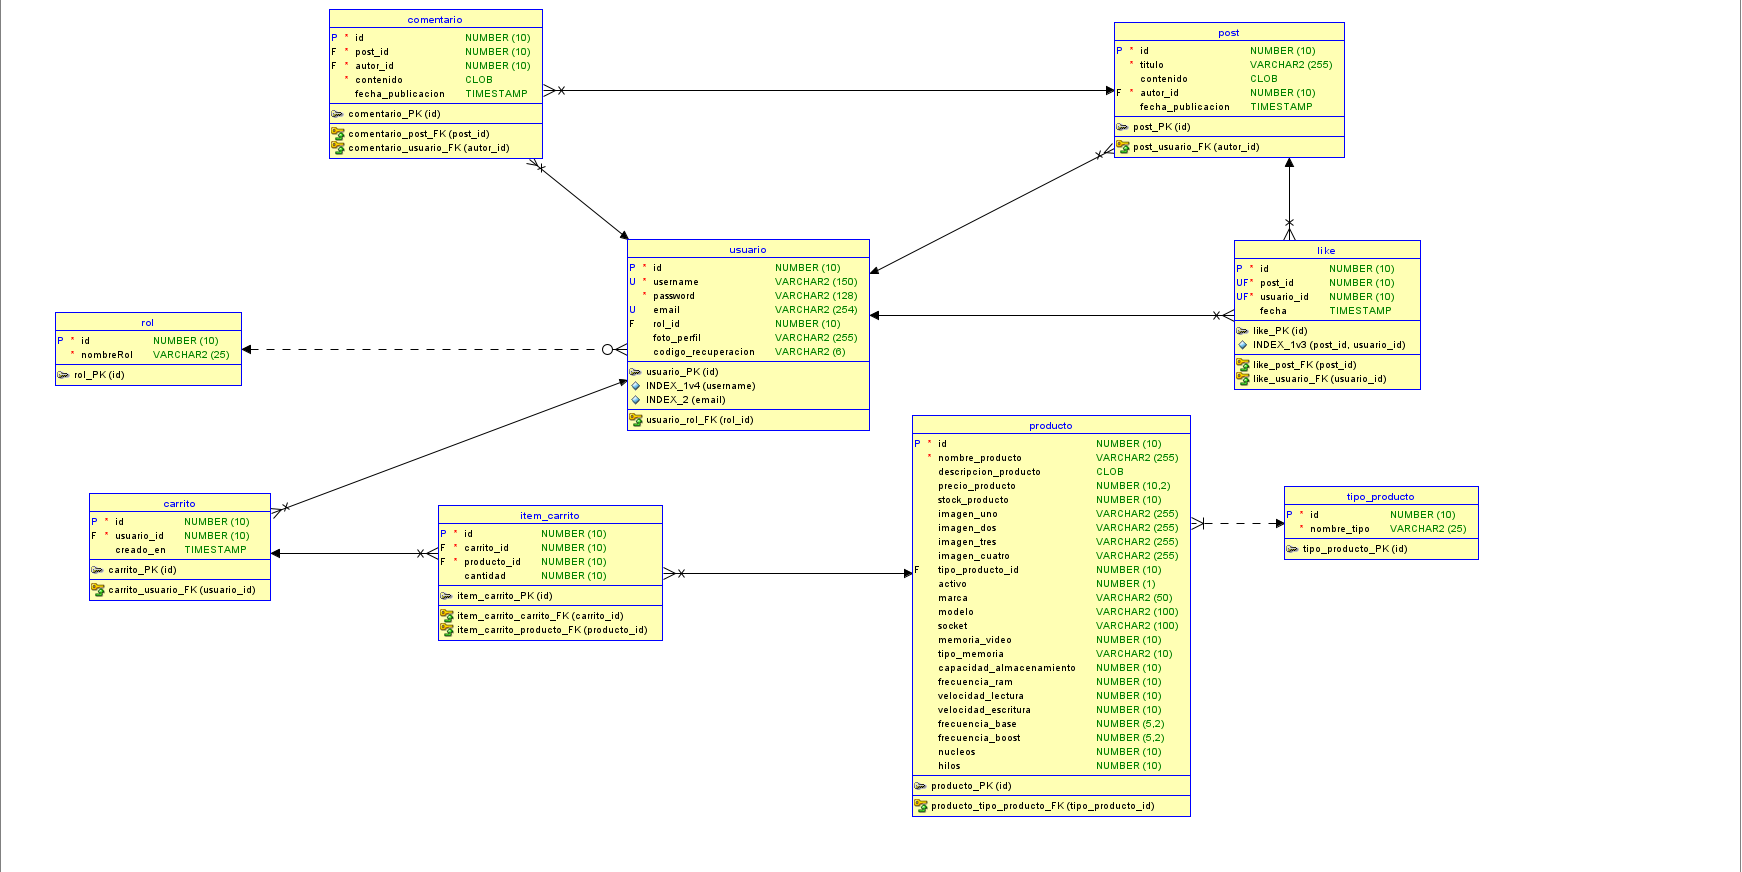 comentario
P * id NUMBER (10)
F * post_id NUMBER (10)
F * autor_id NUMBER (10)
* contenido CLOB
fecha_publicacion TIMESTAMP
comentario_PK (id)
comentario_post_FK (post_id)
comentario_usuario_FK (autor_id)
post
P * id NUMBER (10)
* titulo VARCHAR2 (255)
contenido CLOB
F * autor_id NUMBER (10)
fecha_publicacion TIMESTAMP
post_PK (id)
post_usuario_FK (autor_id)
usuario
P * id NUMBER (10)
U * username VARCHAR2 (150)
* password VARCHAR2 (128)
U email VARCHAR2 (254)
F rol_id NUMBER (10)
foto_perfil VARCHAR2 (255)
codigo_recuperacion VARCHAR2 (6)
usuario_PK (id)
INDEX_1v4 (username)
INDEX_2 (email)
usuario_rol_FK (rol_id)
like
P * id NUMBER (10)
UF* post_id NUMBER (10)
UF* usuario_id NUMBER (10)
fecha TIMESTAMP
like_PK (id)
INDEX_1v3 (post_id, usuario_id)
like_post_FK (post_id)
like_usuario_FK (usuario_id)
rol
P * id NUMBER (10)
* nombreRol VARCHAR2 (25)
rol_PK (id)
carrito
P * id NUMBER (10)
F * usuario_id NUMBER (10)
creado_en TIMESTAMP
carrito_PK (id)
carrito_usuario_FK (usuario_id)
item_carrito
P * id NUMBER (10)
F * carrito_id NUMBER (10)
F * producto_id NUMBER (10)
cantidad NUMBER (10)
item_carrito_PK (id)
item_carrito_carrito_FK (carrito_id)
item_carrito_producto_FK (producto_id)
producto
P * id NUMBER (10)
* nombre_producto VARCHAR2 (255)
descripcion_producto CLOB
precio_producto NUMBER (10,2)
stock_producto NUMBER (10)
imagen_uno VARCHAR2 (255)
imagen_dos VARCHAR2 (255)
imagen_tres VARCHAR2 (255)
imagen_cuatro VARCHAR2 (255)
F tipo_producto_id NUMBER (10)
activo NUMBER (1)
marca VARCHAR2 (50)
modelo VARCHAR2 (100)
socket VARCHAR2 (100)
memoria_video NUMBER (10)
tipo_memoria VARCHAR2 (10)
capacidad_almacenamiento NUMBER (10)
frecuencia_ram NUMBER (10)
velocidad_lectura NUMBER (10)
velocidad_escritura NUMBER (10)
frecuencia_base NUMBER (5,2)
frecuencia_boost NUMBER (5,2)
nucleos NUMBER (10)
hilos NUMBER (10)
producto_PK (id)
producto_tipo_producto_FK (tipo_producto_id)
tipo_producto
P * id NUMBER (10)
* nombre_tipo VARCHAR2 (25)
tipo_producto_PK (id)